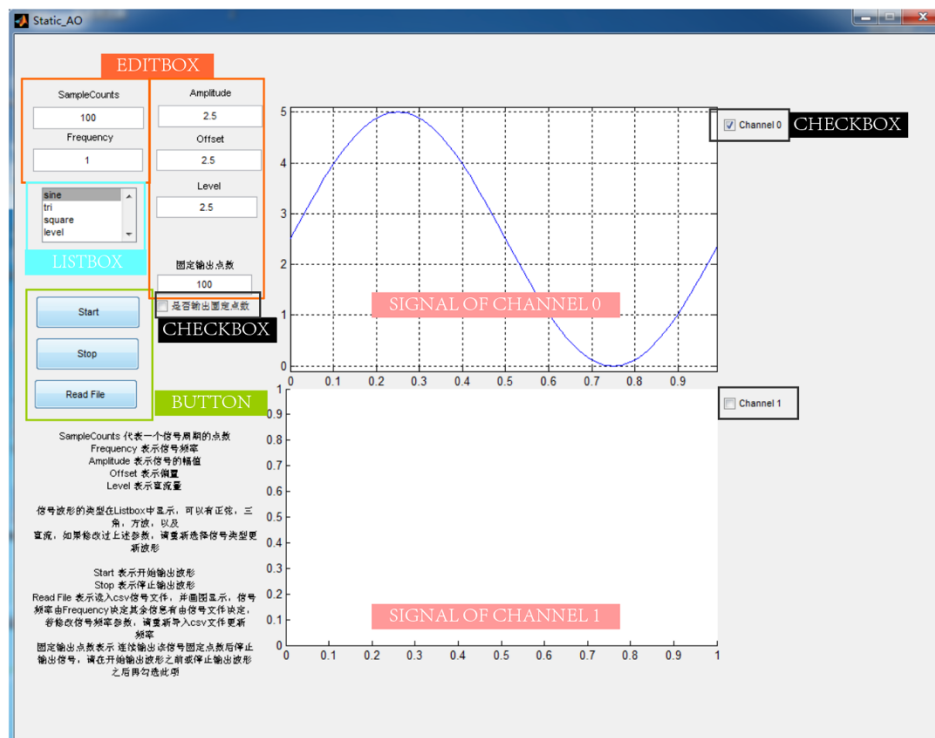 Static_AO
EDITBOX
SampleCounts
100
Frequency
1
Amplitude
2.5
Offset
2.5
Level
2.5
固定输出点数
100
sine
tri
square
level
LISTBOX
是否输出固定点数
CHECKBOX
Start
Stop
Read File
BUTTON
SampleCounts 代表一个信号周期的点数
Frequency 表示信号频率
Amplitude 表示信号的幅值
Offset 表示偏置
Level 表示直流量
信号波形的类型在Listbox中显示，可以有正弦，三
角，方波，以及
直流，如果修改过上述参数，请重新选择信号类型更
新波形
Start 表示开始输出波形
Stop 表示停止输出波形
Read File 表示读入csv信号文件，并画图显示，信号
频率由Frequency决定其余信息有由信号文件决定，
若修改信号频率参数，请重新导入csv文件更新
频率
固定输出点数表示 连续输出该信号固定点数后停止
输出信号，请在开始输出波形之前或停止输出波形
之后再勾选此项
5
4
3
2
1
0
0 0.1 0.2 0.3 0.4 0.5 0.6 0.7 0.8 0.9
SIGNAL OF CHANNEL 0
Channel 0
CHECKBOX
1
0.9
0.8
0.7
0.6
0.5
0.4
0.3
0.2
0.1
0
0 0.1 0.2 0.3 0.4 0.5 0.6 0.7 0.8 0.9 1
SIGNAL OF CHANNEL 1
Channel 1